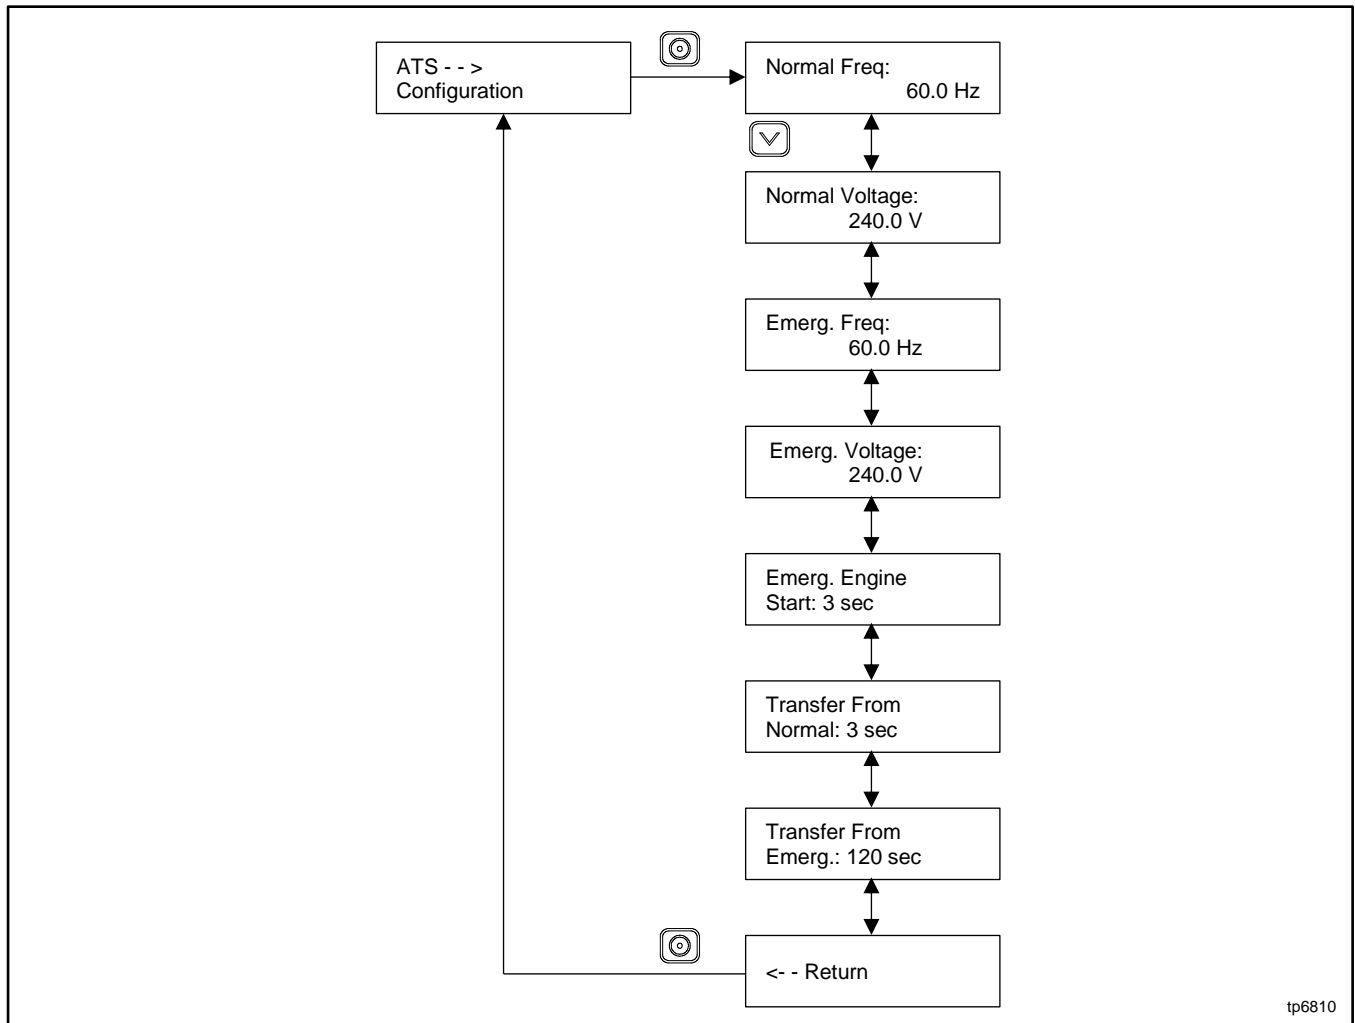 ATS - - >
Configuration
Normal Freq:
60.0 Hz
Normal Voltage:
240.0 V
Emerg. Freq:
60.0 Hz
Emerg. Voltage:
240.0 V
Emerg. Engine
Start: 3 sec
Transfer From
Normal: 3 sec
Transfer From
Emerg.: 120 sec
<- - Return
tp6810